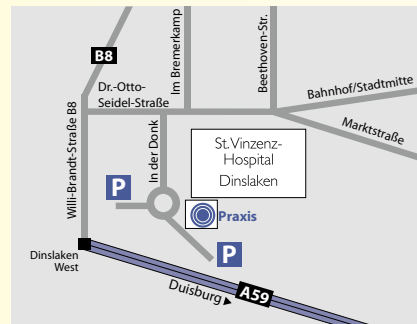 B8
Im Bremerkamp
Beethoven-Str.
Dr.-Otto-
Seidel-Straße
Bahnhof/Stadtmitte
Marktstraße
Willi-Brandt-Straße B8
In der Donk
St.Vinzenz-
Hospital
Dinslaken
P
Praxis
P
Dinslaken
West
Duisburg
A59